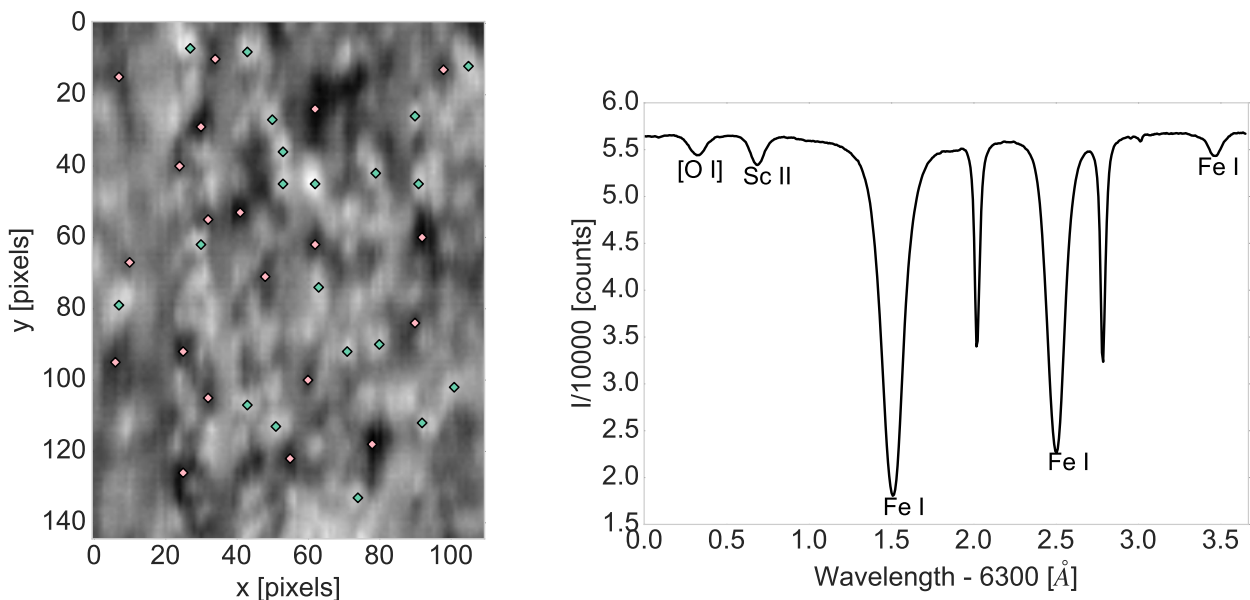 0
20
40
60
80
100
120
140
y [pixels]
0 20 40 60 80 100
x [pixels]
6.0
5.5
5.0
4.5
4.0
3.5
3.0
2.5
2.0
1.5
I/10000 [counts]
[O I]
Sc II
Fe I
Fe I
Fe I
0.0 0.5 1.0 1.5 2.0 2.5 3.0 3.5
Wavelength - 6300 [Å]